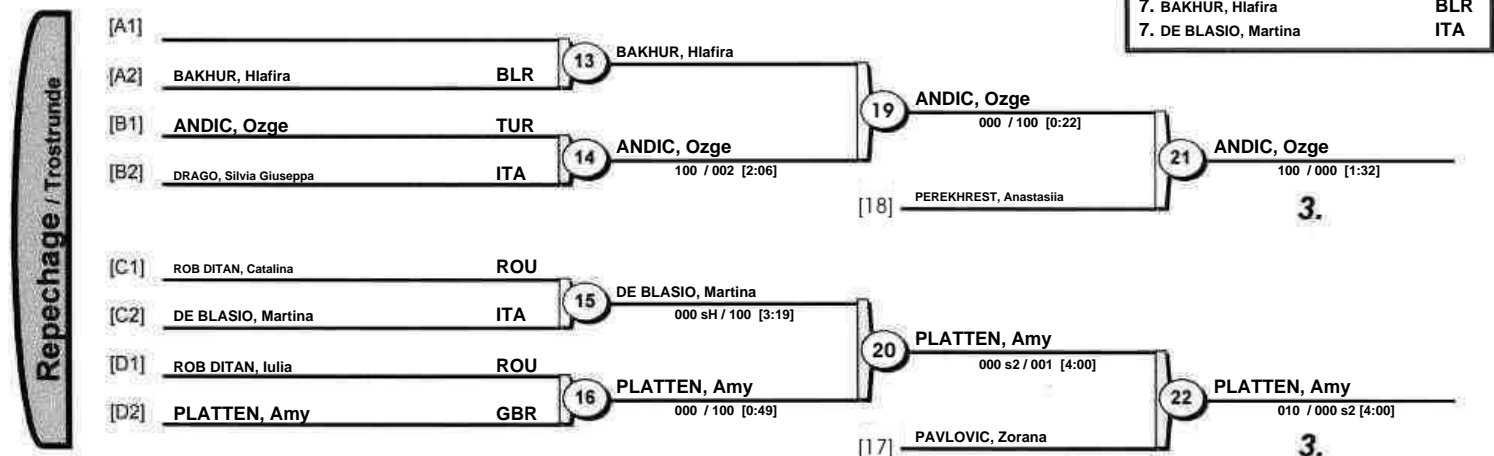 7. BAKHUR, Hlafira BLR
7. DE BLASIO, Martina ITA
Repechage / Trostrunde
[A1]
[A2] BAKHUR, Hlafira BLR
13
BAKHUR, Hlafira
[B1] ANDIC, Ozge TUR
[B2] DRAGO, Silvia Giuseppa ITA
14
ANDIC, Ozge
100 / 002 [2:06]
19
ANDIC, Ozge
000 / 100 [0:22]
[18] PEREKHREST, Anastasiia
21
ANDIC, Ozge
100 / 000 [1:32]
3.
[C1] ROB DITAN, Catalina ROU
[C2] DE BLASIO, Martina ITA
15
DE BLASIO, Martina
000 sH / 100 [3:19]
[D1] ROB DITAN, Iulia ROU
[D2] PLATTEN, Amy GBR
16
PLATTEN, Amy
000 / 100 [0:49]
20
PLATTEN, Amy
000 s2 / 001 [4:00]
[17] PAVLOVIC, Zorana
22
PLATTEN, Amy
010 / 000 s2 [4:00]
3.